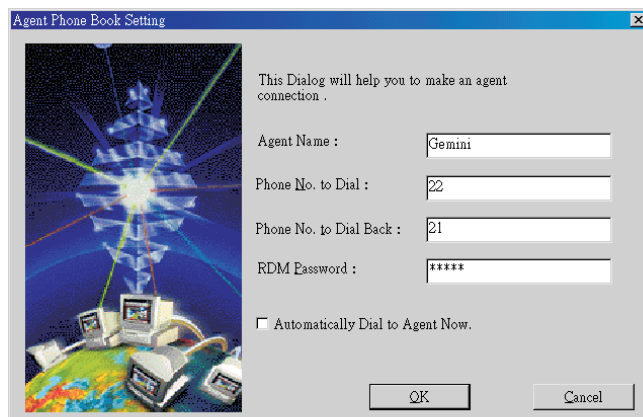 Agent Phone Book Setting
This Dialog will help you to make an agent
connection .
Agent Name : Gemini
Phone No. to Dial : 22
Phone No. to Dial Back : 21
RDM Password : *****
Automatically Dial to Agent Now.
OK Cancel